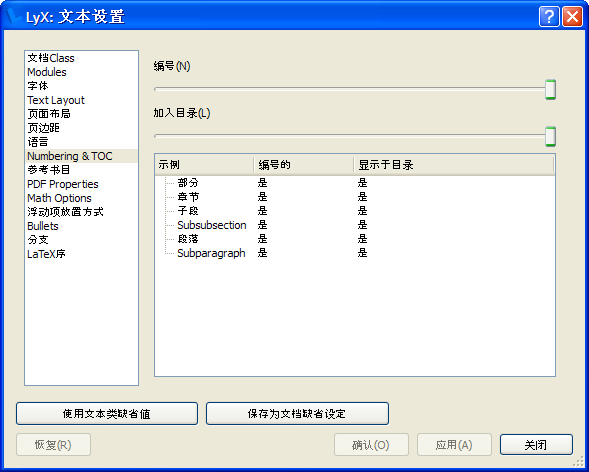 LyX: 文本设置
文档Class
Modules
字体
Text Layout
页面布局
页边距
语言
Numbering & TOC
参考书目
PDF Properties
Math Options
浮动项放置方式
Bullets
分支
LaTeX序
编号(N)
加入目录(L)
示例 编号的 显示于目录
部分 是 是
章节 是 是
子段 是 是
Subsubsection 是 是
段落 是 是
Subparagraph 是 是
使用文本类缺省值 保存为文档缺省设定
恢复(R) 确认(O) 应用(A) 关闭